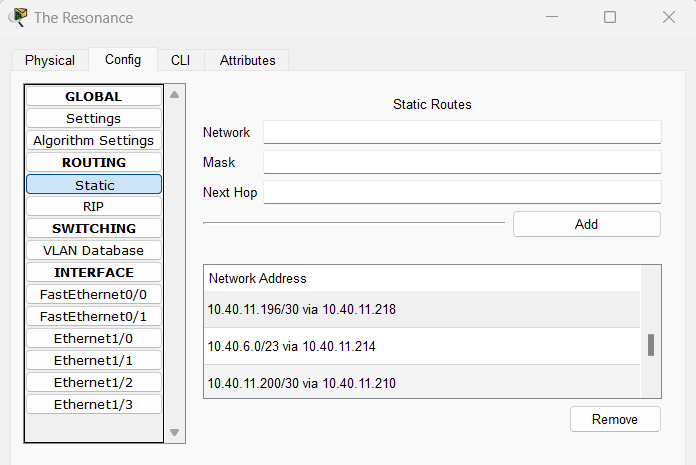 The Resonance
Physical Config CLI Attributes
GLOBAL
Settings
Algorithm Settings
ROUTING
Static
RIP
SWITCHING
VLAN Database
INTERFACE
FastEthernet0/0
FastEthernet0/1
Ethernet1/0
Ethernet1/1
Ethernet1/2
Ethernet1/3
Static Routes
Network
Mask
Next Hop
Add
Network Address
10.40.11.196/30 via 10.40.11.218
10.40.6.0/23 via 10.40.11.214
10.40.11.200/30 via 10.40.11.210
Remove